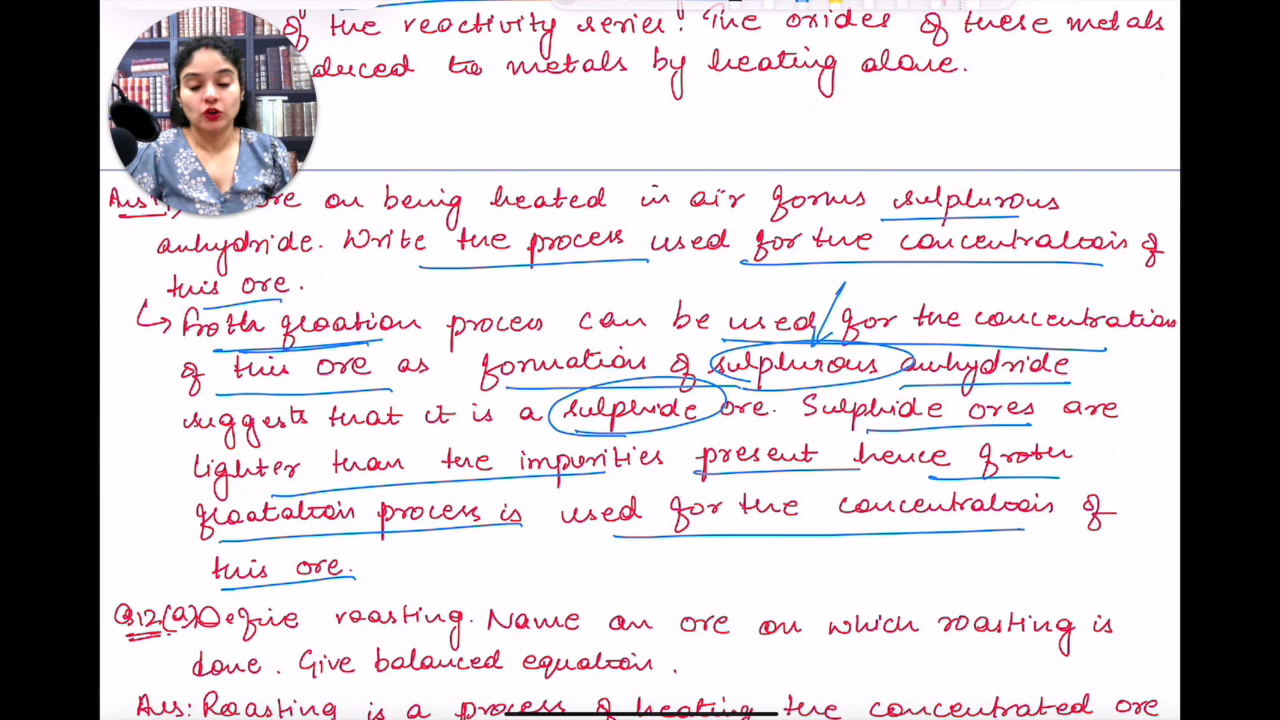 of the reactivity series! The oxides of these metals
duced to metals by heating alone.
Ans11) ore on being heated in air forms sulphurous
anhydride. Write the process used for the concentration of
this ore.
↳ Froth floation process can be used for the concentration
of this ore as formation of sulphurous anhydride
suggests that it is a sulphide ore. Sulphide ores are
lighter than the impurities present hence froth
floatation process is used for the concentration of
this ore.
Q12(a) Define roasting. Name an ore on which roasting is
done. Give balanced equation.
Ans: Roasting is a process of heating the concentrated ore